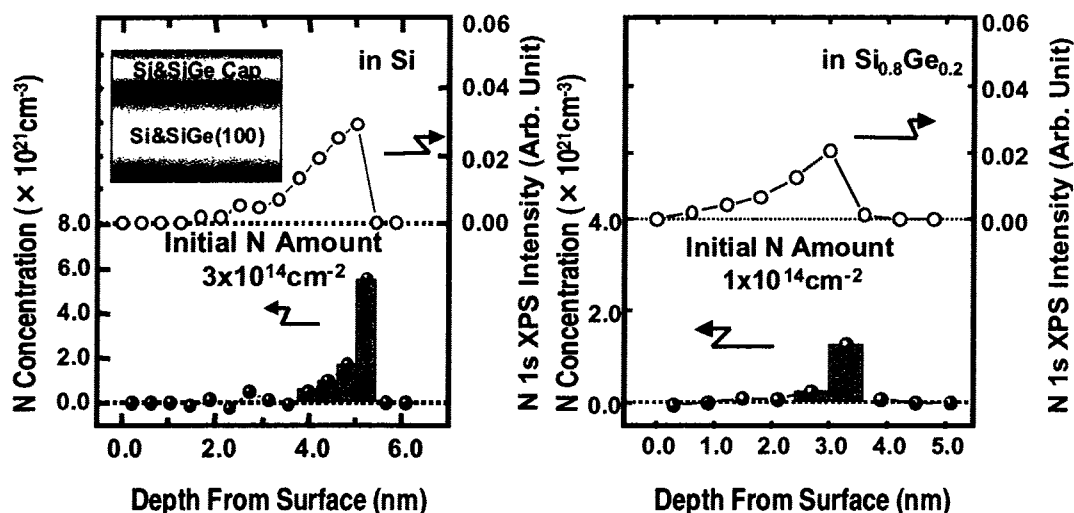 Si&SiGe Cap
Si&SiGe(100)
in Si
N Concentration (× 10²¹cm⁻³)
8.0
6.0
4.0
2.0
0.0
0.06
0.04
0.02
0.00
N 1s XPS Intensity (Arb. Unit)
Initial N Amount
3x10¹⁴cm⁻²
0.0 2.0 4.0 6.0
Depth From Surface (nm)
in Si₀.₈Ge₀.₂
N Concentration (× 10²¹cm⁻³)
4.0
2.0
0.0
0.06
0.04
0.02
0.00
N 1s XPS Intensity (Arb. Unit)
Initial N Amount
1x10¹⁴cm⁻²
0.0 1.0 2.0 3.0 4.0 5.0
Depth From Surface (nm)